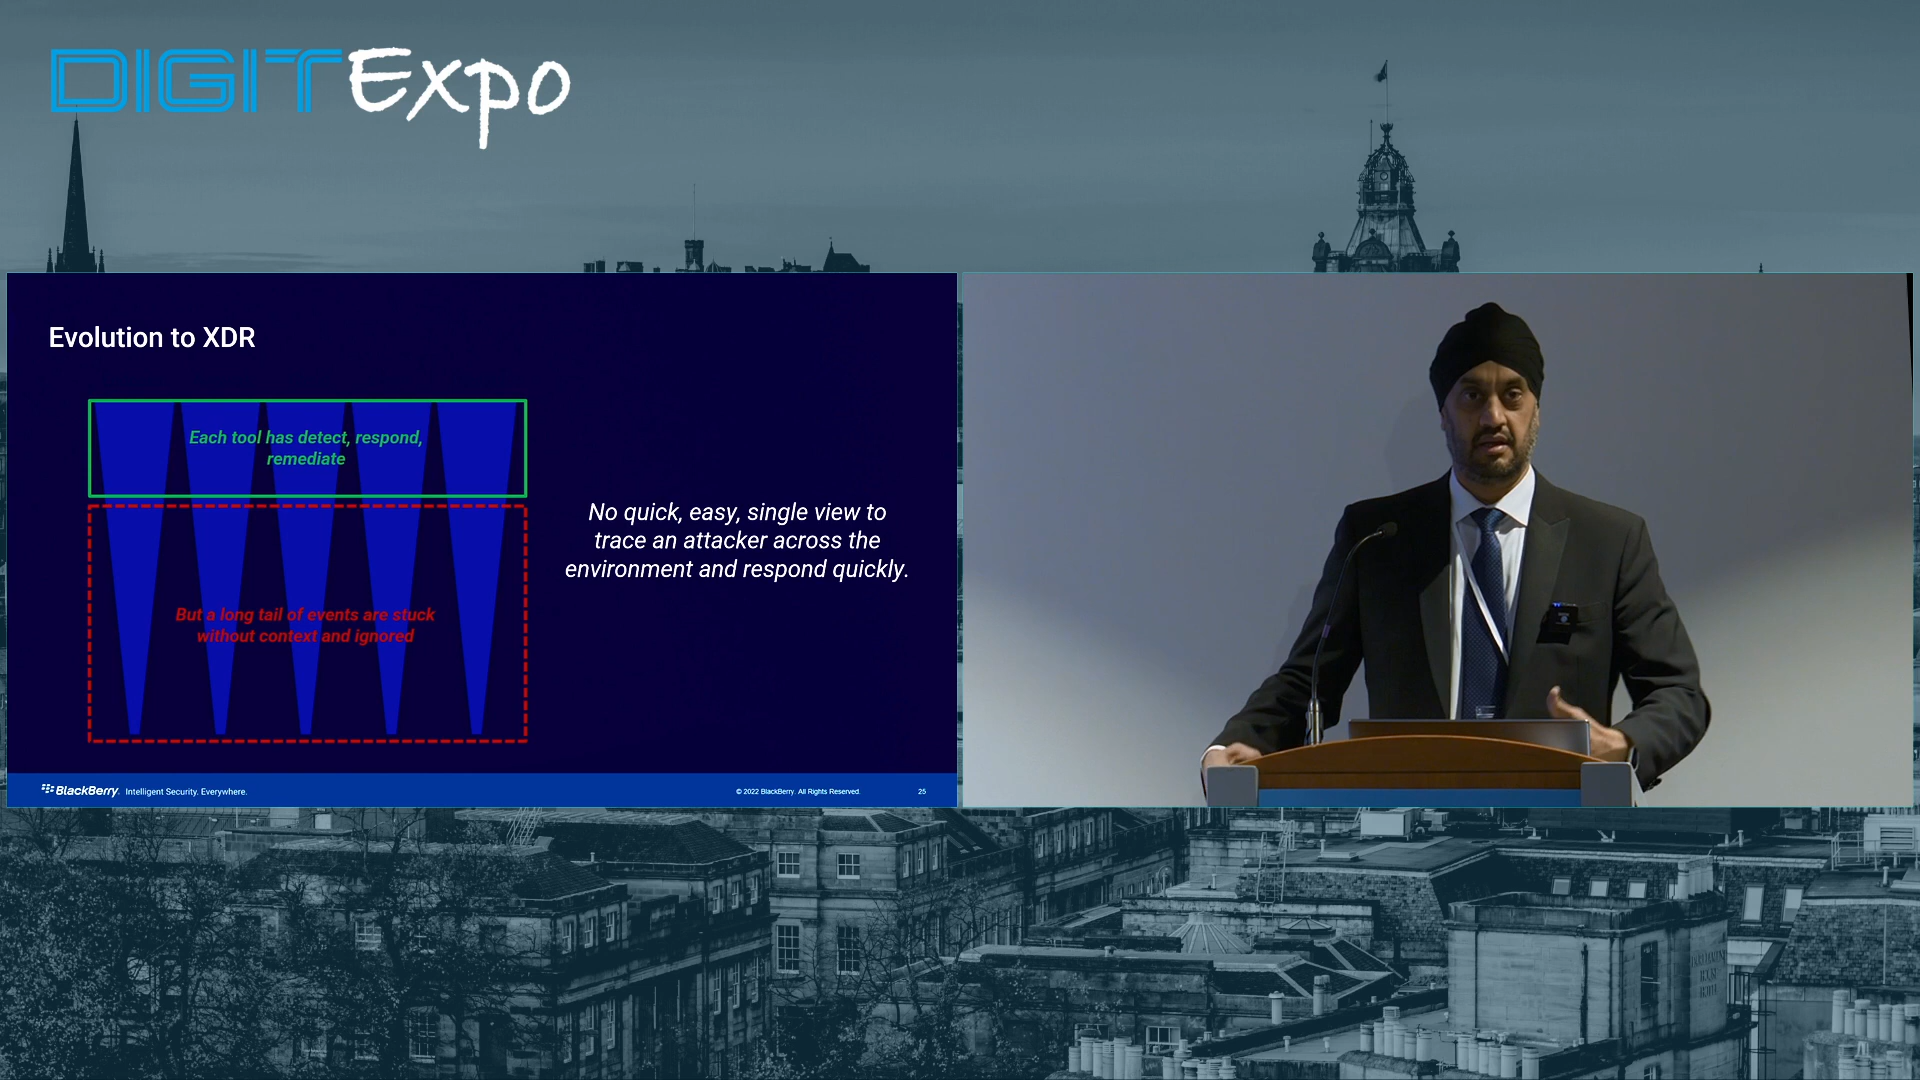 DIGIT Expo
Evolution to XDR
Each tool has detect, respond,
remediate
But a long tail of events are stuck
without context and ignored
No quick, easy, single view to
trace an attacker across the
environment and respond quickly.
BlackBerry. Intelligent Security. Everywhere.
© 2022 BlackBerry. All Rights Reserved.
25